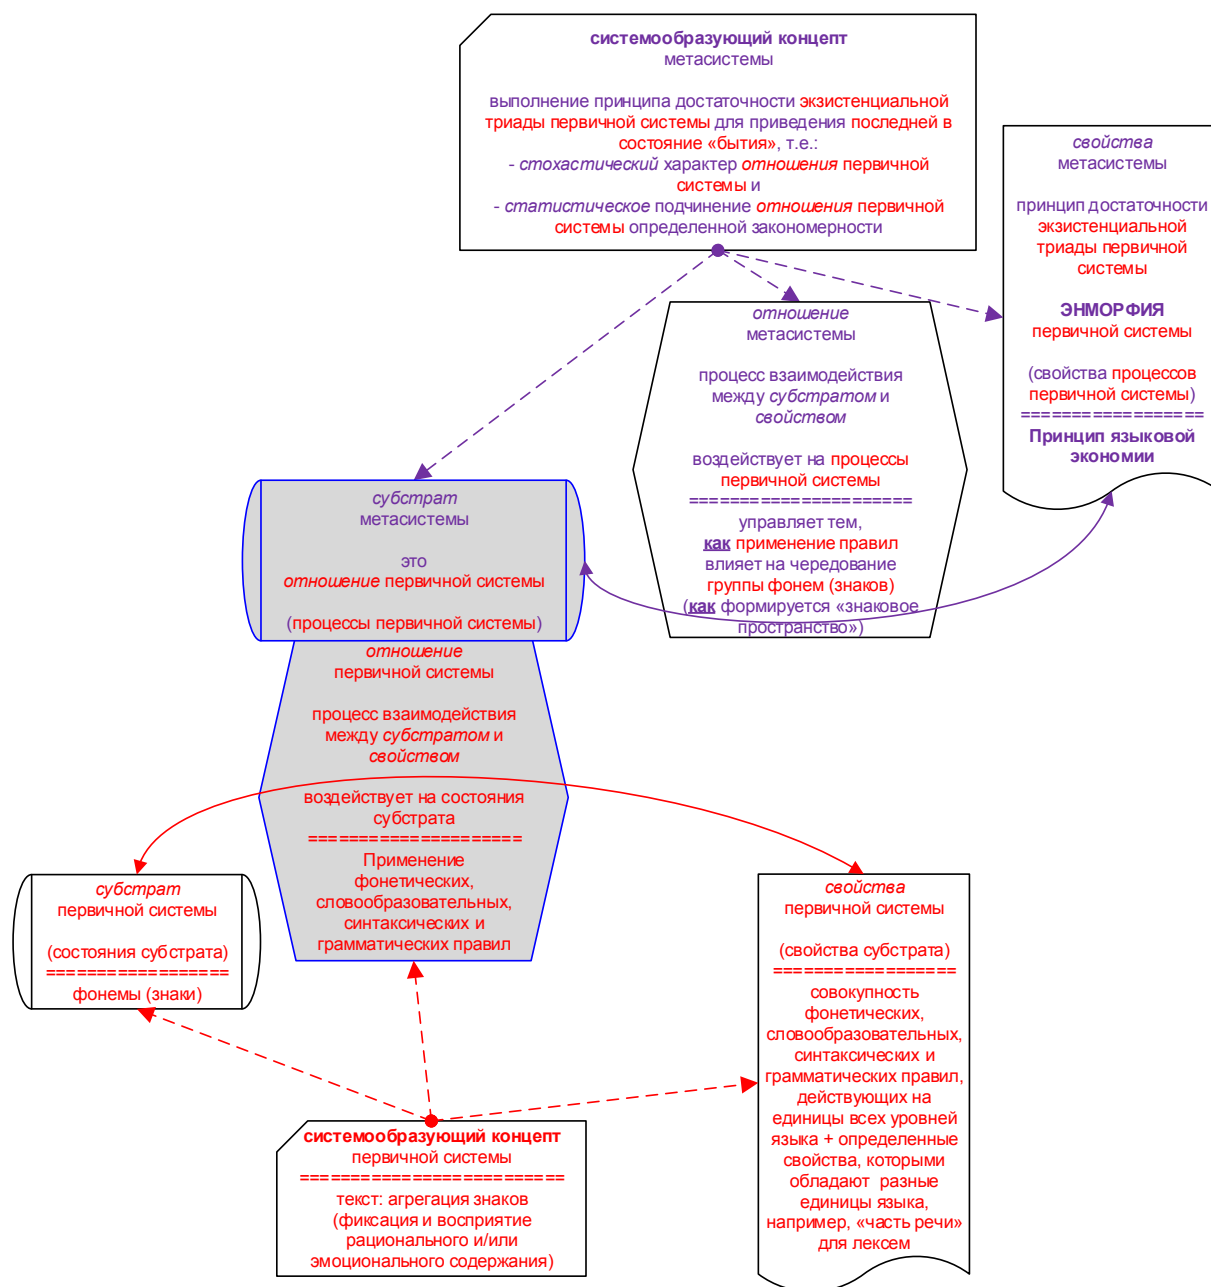 системообразующий концепт
метасистемы
выполнение принципа достаточности экзистенциальной
триады первичной системы для приведения последней в
состояние «бытия», т.е.:
- стохастический характер отношения первичной
системы и
- статистическое подчинение отношения первичной
системы определенной закономерности
свойства
метасистемы
принцип достаточности
экзистенциальной
триады первичной
системы
ЭНМОРФИЯ
первичной системы
(свойства процессов
первичной системы)
==================
Принцип языковой
экономии
отношение
метасистемы
процесс взаимодействия
между субстратом и
свойством
воздействует на процессы
первичной системы
======================
управляет тем,
как применение правил
влияет на чередование
группы фонем (знаков)
(как формируется «знаковое
пространство»)
субстрат
метасистемы
это
отношение первичной системы
(процессы первичной системы)
отношение
первичной системы
процесс взаимодействия
между субстратом и
свойством
воздействует на состояния
субстрата
=====================
Применение
фонетических,
словообразовательных,
синтаксических и
грамматических правил
субстрат
первичной системы
(состояния субстрата)
==================
фонемы (знаки)
свойства
первичной системы
(свойства субстрата)
==================
совокупность
фонетических,
словообразовательных,
синтаксических и
грамматических правил,
действующих на
единицы всех уровней
языка + определенные
свойства, которыми
обладают разные
единицы языка,
например, «часть речи»
для лексем
системообразующий концепт
первичной системы
==========================
текст: агрегация знаков
(фиксация и восприятие
рационального и/или
эмоционального содержания)